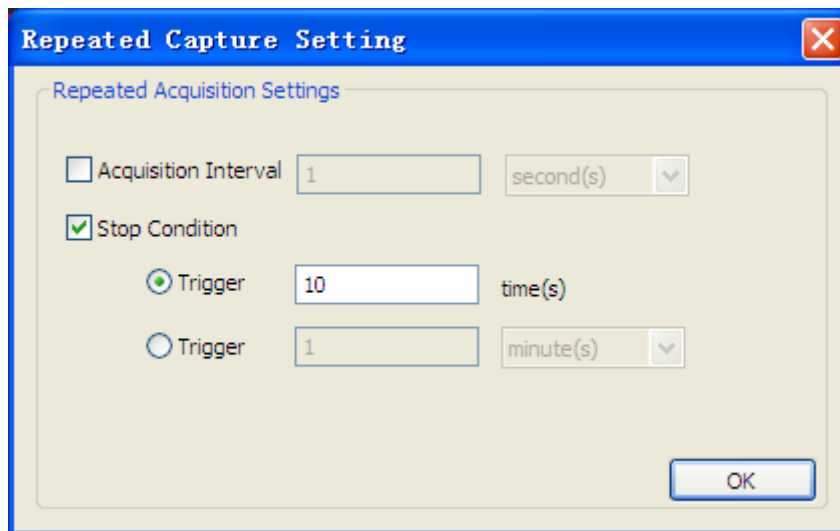 Repeated Capture Setting
Repeated Acquisition Settings
Acquisition Interval 1 second(s)
Stop Condition
Trigger 10 time(s)
Trigger 1 minute(s)
OK